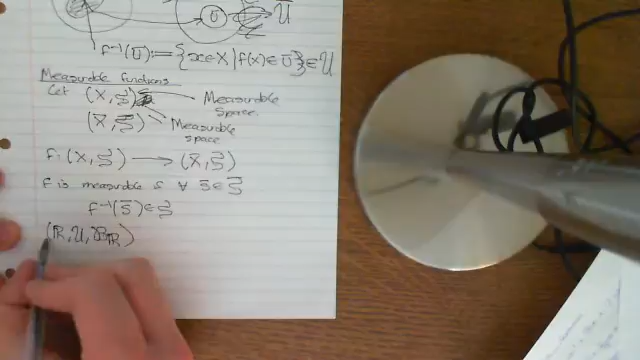 Ū
f⁻¹(Ū) := {x∈X | f(x)∈Ū} ∈ U
Measurable functions
Let (X, ξ) Measurable space.
(X̄, ξ̄) Measurable space
f: (X, ξ) → (X̄, ξ̄)
f is measurable if ∀ S̄ ∈ ξ̄
f⁻¹(S̄) ∈ ξ
(ℝ, U, 𝓑ℝ)